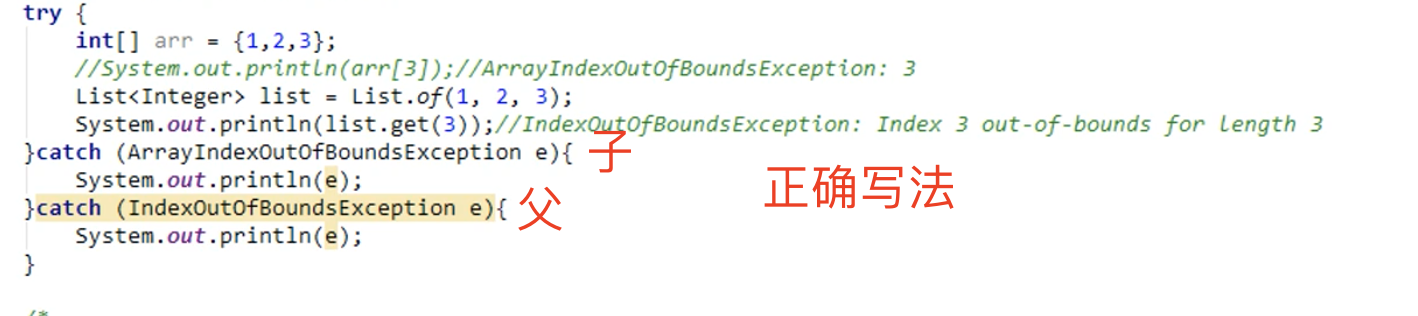 try {
int[] arr = {1,2,3};
//System.out.println(arr[3]);//ArrayIndexOutOfBoundsException: 3
List<Integer> list = List.of(1, 2, 3);
System.out.println(list.get(3));//IndexOutOfBoundsException: Index 3 out-of-bounds for length 3
}catch (ArrayIndexOutOfBoundsException e){ 子
System.out.println(e); 正确写法
}catch (IndexOutOfBoundsException e){ 父
System.out.println(e);
}
/*